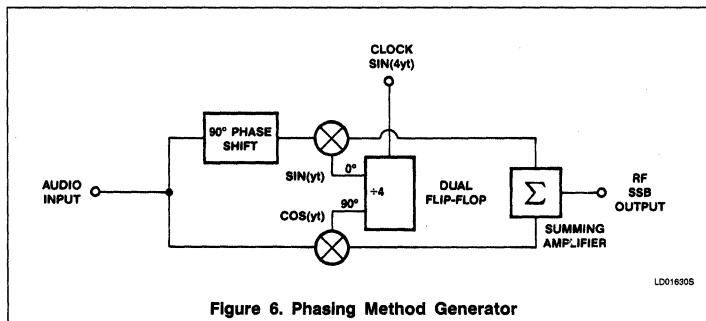 CLOCK
SIN(4yt)
90° PHASE
SHIFT
SIN(yt)
0°
AUDIO
INPUT
÷4
DUAL
FLIP-FLOP
Σ
RF
SSB
OUTPUT
COS(yt)
90°
SUMMING
AMPLIFIER
LD01630S
Figure 6. Phasing Method Generator